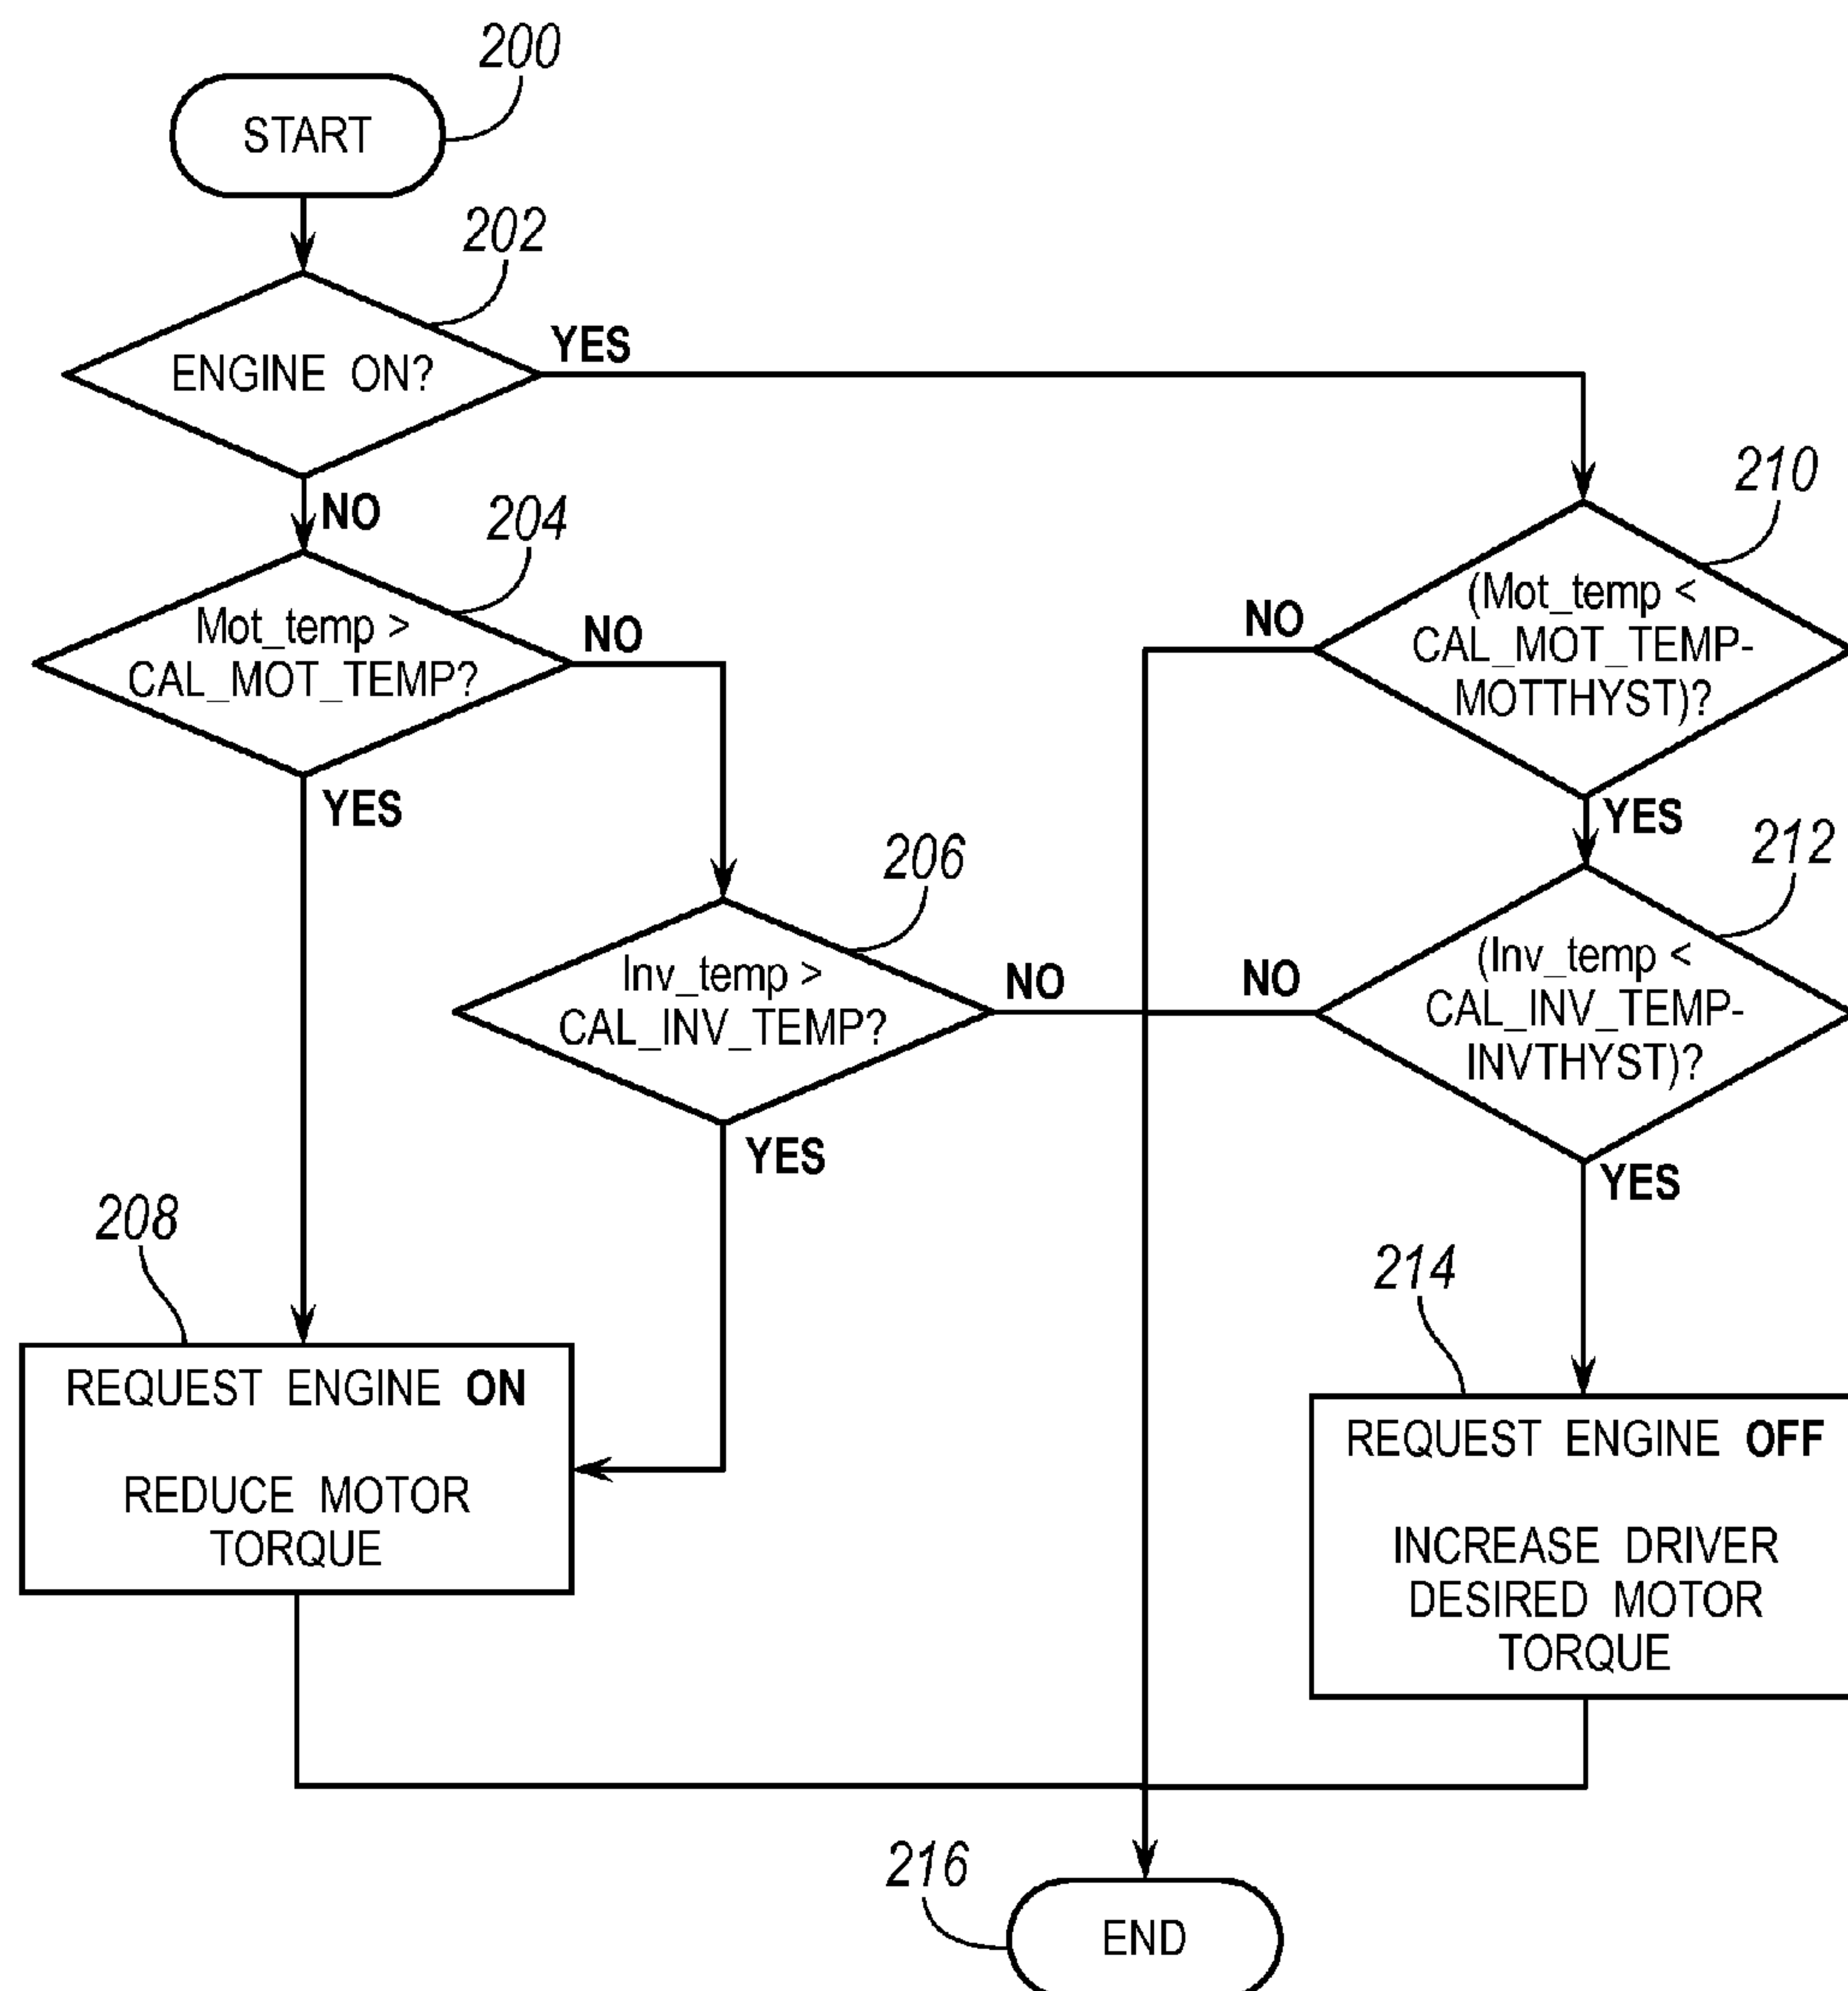 200
START
202
ENGINE ON?
YES
NO
204
Mot_temp >
CAL_MOT_TEMP?
NO
YES
210
(Mot_temp <
CAL_MOT_TEMP-
MOTTHYST)?
NO
YES
206
Inv_temp >
CAL_INV_TEMP?
NO
YES
212
(Inv_temp <
CAL_INV_TEMP-
INVTHYST)?
NO
YES
208
REQUEST ENGINE ON
REDUCE MOTOR
TORQUE
214
REQUEST ENGINE OFF
INCREASE DRIVER
DESIRED MOTOR
TORQUE
216
END